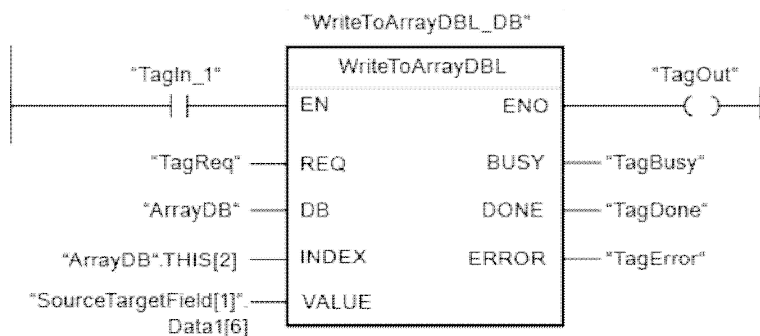 "WriteToArrayDBL_DB"
WriteToArrayDBL
"TagIn_1"
"TagOut"
EN
ENO
"TagReq"
REQ
BUSY
"TagBusy"
"ArrayDB"
DB
DONE
"TagDone"
"ArrayDB".THIS[2]
INDEX
ERROR
"TagError"
"SourceTargetField[1]".
VALUE
Data1[6]